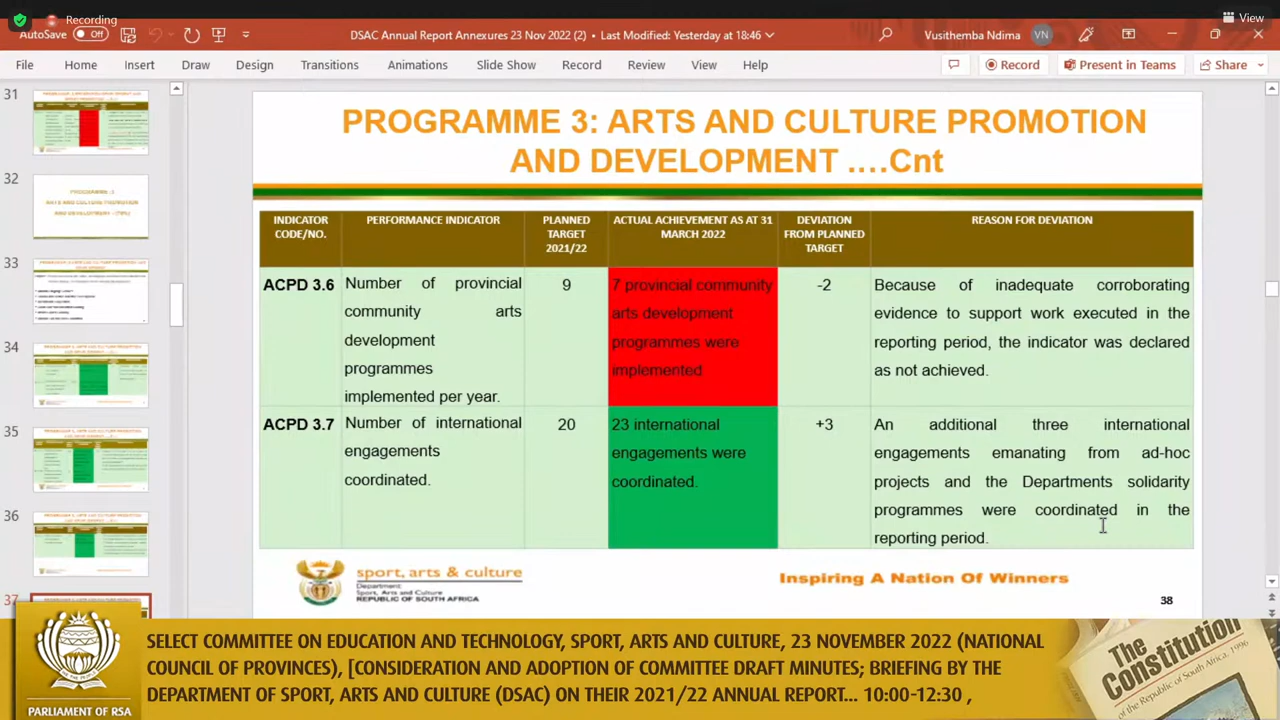 Recording
View
AutoSave Off
DSAC Annual Report Annexures 23 Nov 2022 (2) • Last Modified: Yesterday at 18:46
Vusithemba Ndima VN
File Home Insert Draw Design Transitions Animations Slide Show Record Review View Help
Record Present in Teams Share
31
32
33
34
35
36
37
PROGRAMME 3: ARTS AND CULTURE PROMOTION
AND DEVELOPMENT ….Cnt
INDICATOR
CODE/NO.
PERFORMANCE INDICATOR
PLANNED
TARGET
2021/22
ACTUAL ACHIEVEMENT AS AT 31
MARCH 2022
DEVIATION
FROM PLANNED
TARGET
REASON FOR DEVIATION
ACPD 3.6
Number of provincial
community arts
development
programmes
implemented per year.
9
7 provincial community
arts development
programmes were
implemented
-2
Because of inadequate corroborating
evidence to support work executed in the
reporting period, the indicator was declared
as not achieved.
ACPD 3.7
Number of international
engagements
coordinated.
20
23 international
engagements were
coordinated.
+3
An additional three international
engagements emanating from ad-hoc
projects and the Departments solidarity
programmes were coordinated in the
reporting period.
sport, arts & culture
Department:
Sport, Arts and Culture
REPUBLIC OF SOUTH AFRICA
Inspiring A Nation Of Winners
38
PARLIAMENT OF RSA
SELECT COMMITTEE ON EDUCATION AND TECHNOLOGY, SPORT, ARTS AND CULTURE, 23 NOVEMBER 2022 (NATIONAL
COUNCIL OF PROVINCES), [CONSIDERATION AND ADOPTION OF COMMITTEE DRAFT MINUTES; BRIEFING BY THE
DEPARTMENT OF SPORT, ARTS AND CULTURE (DSAC) ON THEIR 2021/22 ANNUAL REPORT... 10:00-12:30 ,
The
Constitution
of the Republic of South Africa, 1996